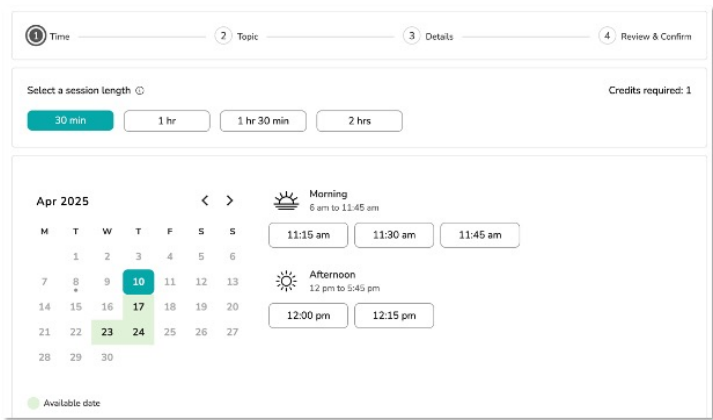 1 Time 2 Topic 3 Details 4 Review & Confirm
Select a session length Credits required: 1
30 min 1 hr 1 hr 30 min 2 hrs
Apr 2025
M T W T F S S
1 2 3 4 5 6
7 8 9 10 11 12 13
14 15 16 17 18 19 20
21 22 23 24 25 26 27
28 29 30
Available date
Morning
6 am to 11:45 am
11:15 am 11:30 am 11:45 am
Afternoon
12 pm to 5:45 pm
12:00 pm 12:15 pm